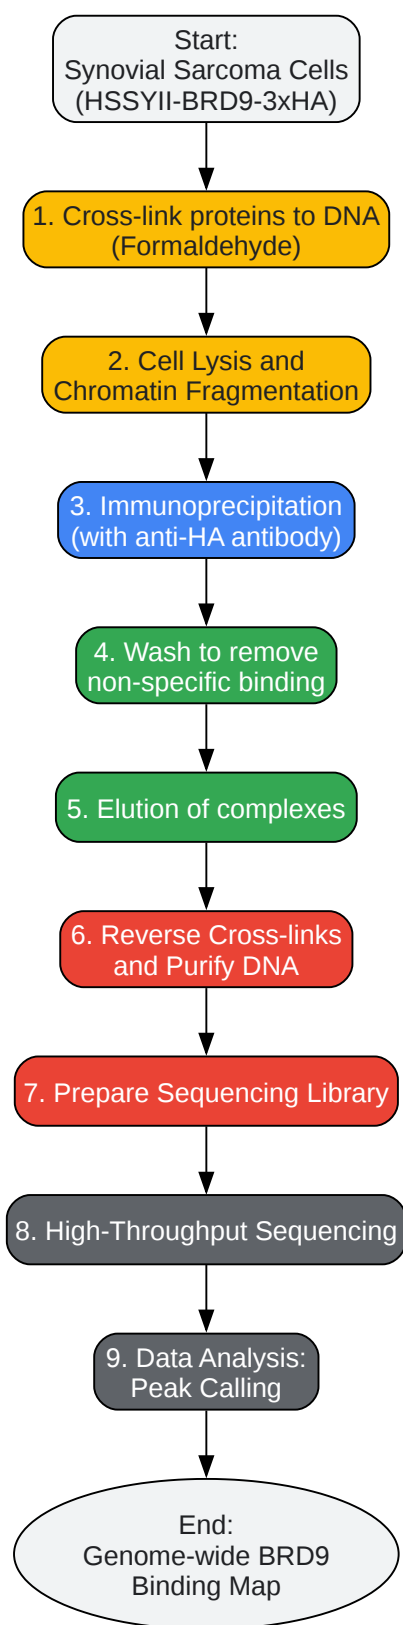 Start:
Synovial Sarcoma Cells
(HSSYII-BRD9-3xHA)
1. Cross-link proteins to DNA
(Formaldehyde)
2. Cell Lysis and
Chromatin Fragmentation
3. Immunoprecipitation
(with anti-HA antibody)
4. Wash to remove
non-specific binding
5. Elution of complexes
6. Reverse Cross-links
and Purify DNA
7. Prepare Sequencing Library
8. High-Throughput Sequencing
9. Data Analysis:
Peak Calling
End:
Genome-wide BRD9
Binding Map